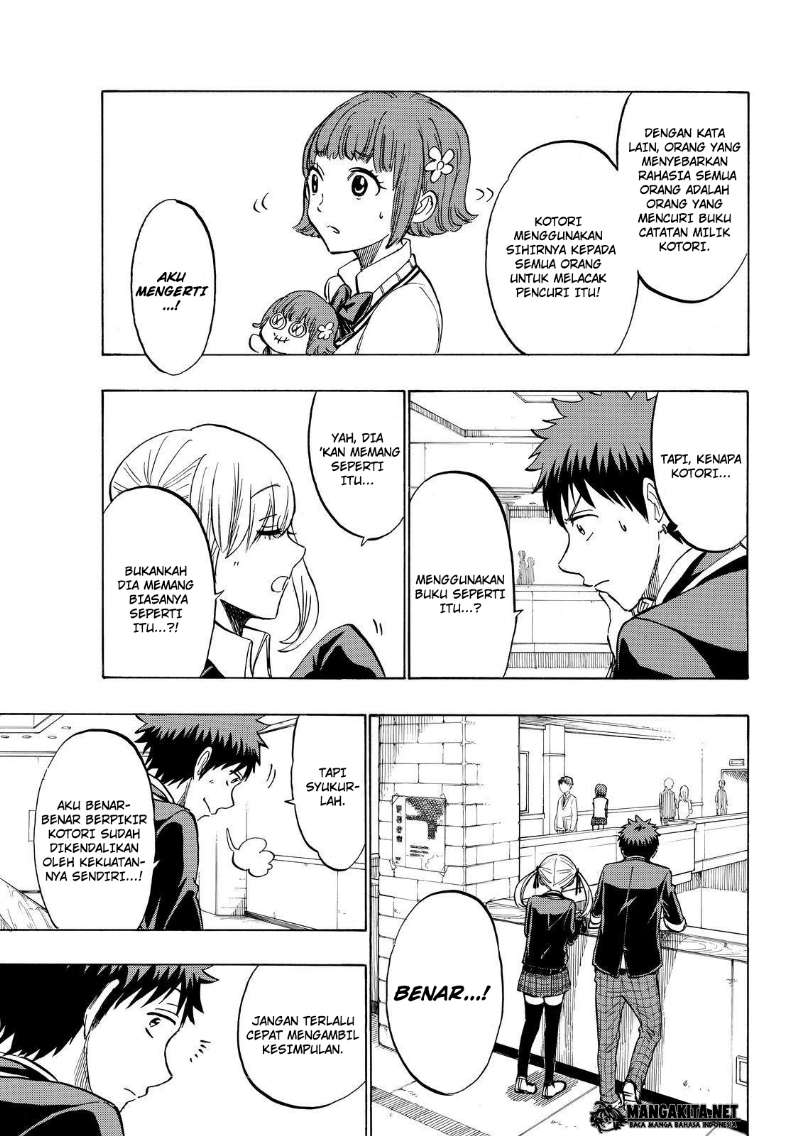 DENGAN KATA
LAIN, ORANG YANG
MENYEBARKAN
RAHASIA SEMUA
ORANG ADALAH
ORANG YANG
MENCURI BUKU
CATATAN MILIK
KOTORI.
KOTORI
MENGGUNAKAN
SIHIRNYA KEPADA
SEMUA ORANG
UNTUK MELACAK
PENCURI ITU!
AKU
MENGERTI
...!
TAPI, KENAPA
KOTORI...
MENGGUNAKAN
BUKU SEPERTI
ITU...?
YAH, DIA
'KAN MEMANG
SEPERTI
ITU...
BUKANKAH
DIA MEMANG
BIASANYA
SEPERTI
ITU...?!
BENAR...!
TAPI
SYUKUR-
LAH.
AKU BENAR-
BENAR BERPIKIR
KOTORI SUDAH
DIKENDALIKAN
OLEH KEKUATAN-
NYA SENDIRI...!
JANGAN TERLALU
CEPAT MENGAMBIL
KESIMPULAN.
MANGAKITA.NET
BACA MANGA BAHASA INDONESIA